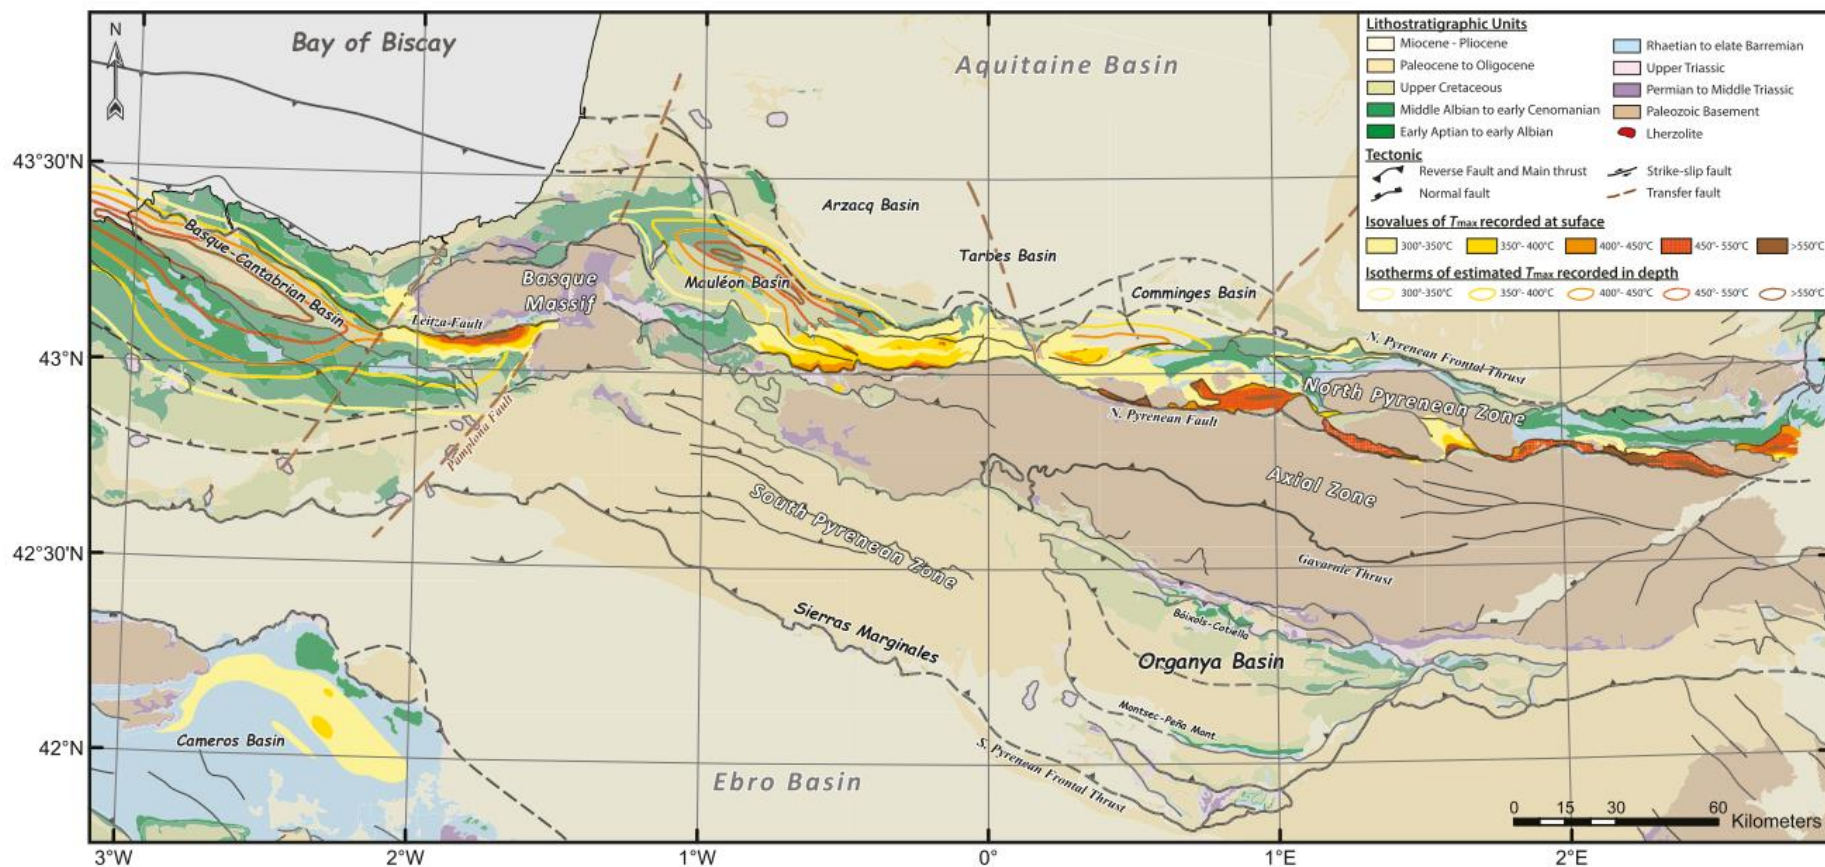 N
Bay of Biscay
Aquitaine Basin
Lithostratigraphic Units
Miocene - Pliocene
Paleocene to Oligocene
Upper Cretaceous
Middle Albian to early Cenomanian
Early Aptian to early Albian
Rhaetian to elate Barremian
Upper Triassic
Permian to Middle Triassic
Paleozoic Basement
Lherzolite
Tectonic
Reverse Fault and Main thrust
Normal fault
Strike-slip fault
Transfer fault
Isovalues of Tmax recorded at suface
300°-350°C
350°- 400°C
400°- 450°C
450°- 550°C
>550°C
Isotherms of estimated Tmax recorded in depth
300°-350°C
350°- 400°C
400°- 450°C
450°- 550°C
>550°C
43°30'N
43°N
42°30'N
42°N
Arzacq Basin
Tarbes Basin
Comminges Basin
Basque-Cantabrian Basin
Basque
Massif
Mauléon Basin
Leitza-Fault
N. Pyrenean Frontal Thrust
North Pyrenean Zone
N. Pyrenean Fault
Pamplona Fault
Axial Zone
South Pyrenean Zone
Gavarnie Thrust
Sierras Marginales
Bóixols-Cotiella
Organya Basin
Montsec-Peña Mont.
Cameros Basin
S. Pyrenean Frontal Thrust
Ebro Basin
0 15 30 60 Kilometers
3°W 2°W 1°W 0° 1°E 2°E